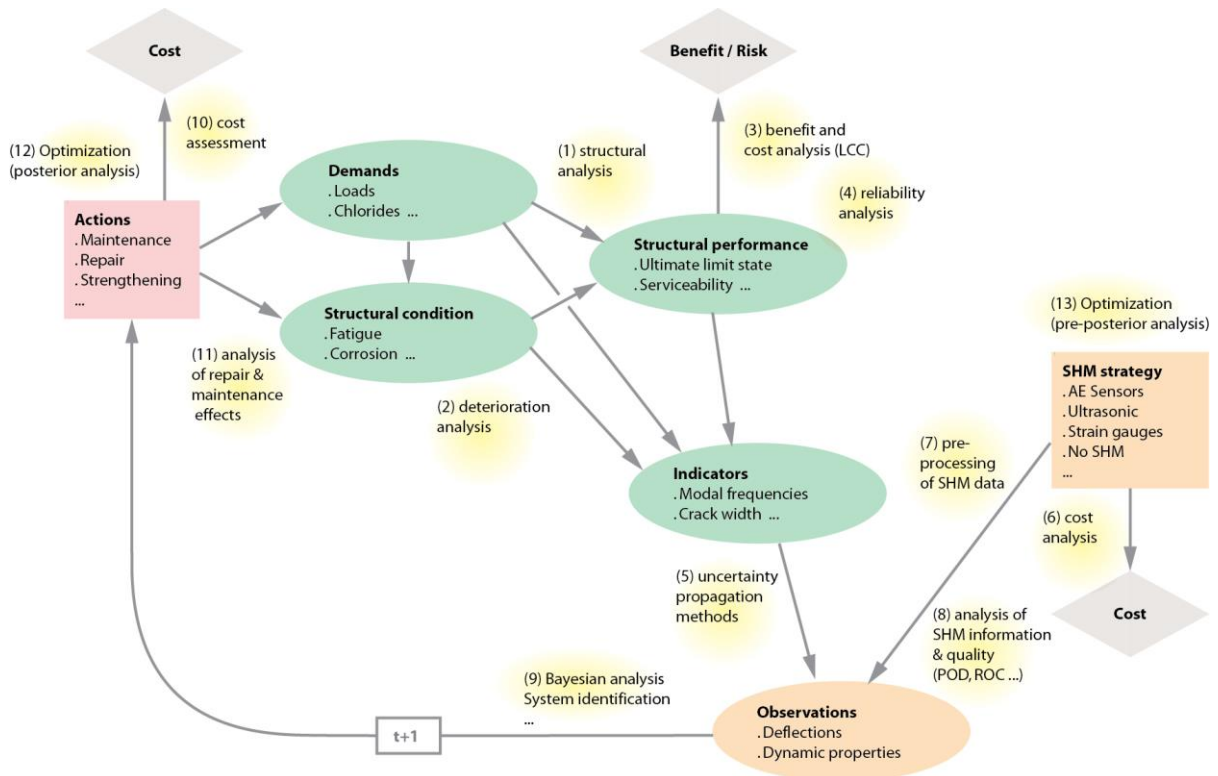 Cost
Benefit / Risk
(10) cost
assessment
(12) Optimization
(posterior analysis)
(3) benefit and
cost analysis (LCC)
(1) structural
analysis
(4) reliability
analysis
Demands
. Loads
. Chlorides ...
Actions
. Maintenance
. Repair
. Strengthening
...
Structural performance
. Ultimate limit state
. Serviceability ...
Structural condition
. Fatigue
. Corrosion ...
(13) Optimization
(pre-posterior analysis)
(11) analysis
of repair &
maintenance
effects
(2) deterioration
analysis
SHM strategy
. AE Sensors
. Ultrasonic
. Strain gauges
. No SHM
...
(7) pre-
processing
of SHM data
Indicators
. Modal frequencies
. Crack width ...
(6) cost
analysis
(5) uncertainty
propagation
methods
Cost
(8) analysis of
SHM information
& quality
(POD, ROC ...)
(9) Bayesian analysis
System identification
...
Observations
. Deflections
. Dynamic properties
t+1